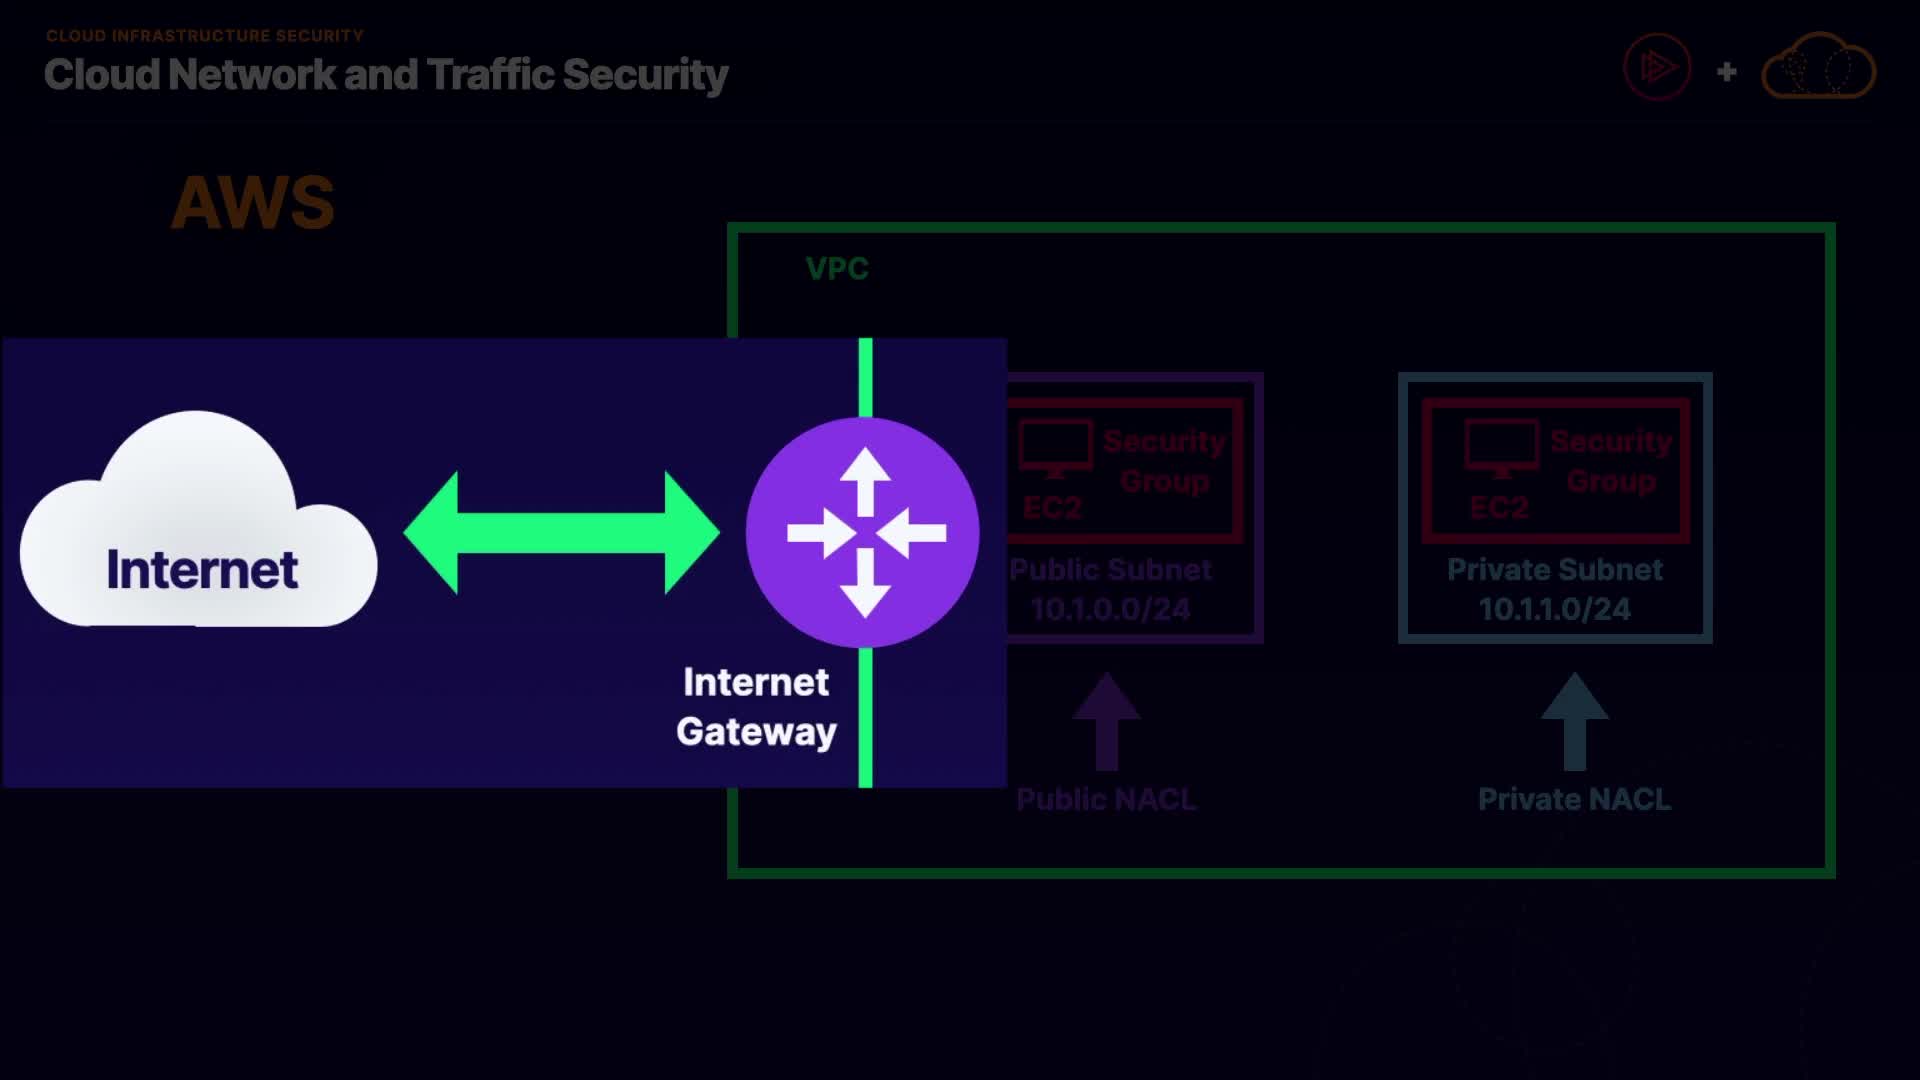 CLOUD INFRASTRUCTURE SECURITY
Cloud Network and Traffic Security
AWS
VPC
Internet
Internet
Gateway
Security
Group
EC2
Public Subnet
10.1.0.0/24
Public NACL
Security
Group
EC2
Private Subnet
10.1.1.0/24
Private NACL